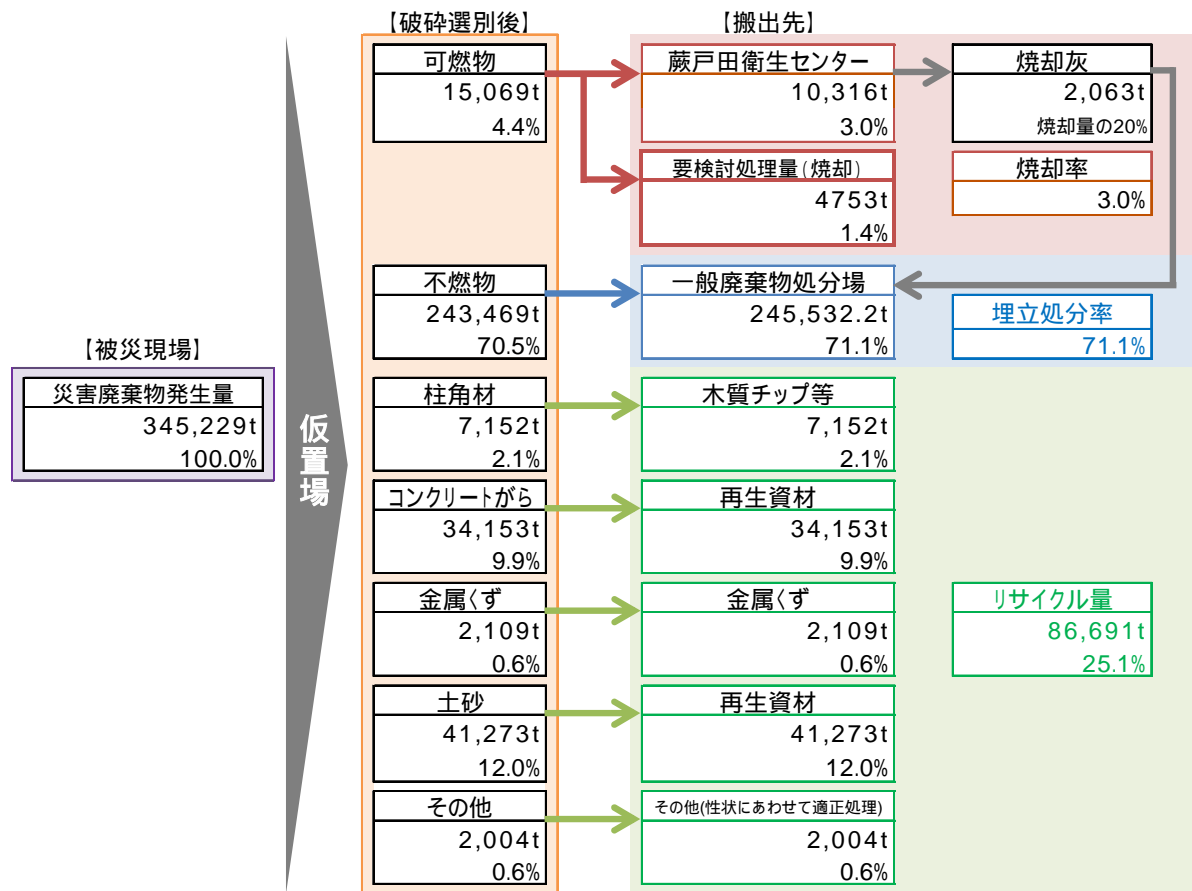 【破砕選別後】
【搬出先】
可燃物
15,069t
4.4%
蕨戸田衛生センター
10,316t
3.0%
焼却灰
2,063t
焼却量の20%
要検討処理量(焼却)
4753t
1.4%
焼却率
3.0%
不燃物
243,469t
70.5%
一般廃棄物処分場
245,532.2t
71.1%
埋立処分率
71.1%
【被災現場】
災害廃棄物発生量
345,229t
100.0%
仮置場
柱角材
7,152t
2.1%
木質チップ等
7,152t
2.1%
コンクリートがら
34,153t
9.9%
再生資材
34,153t
9.9%
金属くず
2,109t
0.6%
金属くず
2,109t
0.6%
リサイクル量
86,691t
25.1%
土砂
41,273t
12.0%
再生資材
41,273t
12.0%
その他
2,004t
0.6%
その他(性状にあわせて適正処理)
2,004t
0.6%